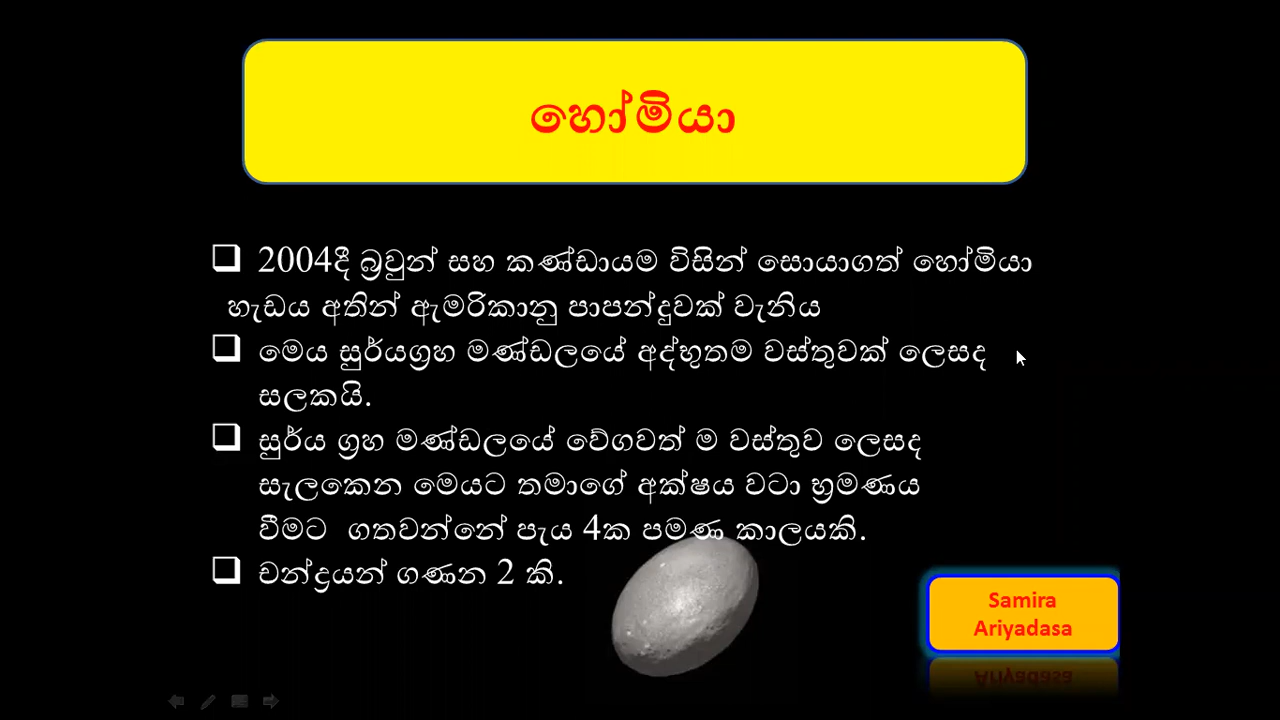 හෝමියා
2004දී බ්‍රවුන් සහ කණ්ඩායම විසින් සොයාගත් හෝමියා
හැඩය අතින් ඇමරිකානු පාපන්දුවක් වැනිය
මෙය සුර්යග්‍රහ මණ්ඩලයේ අද්භූතම වස්තුවක් ලෙසද
සලකයි.
සුර්ය ග්‍රහ මණ්ඩලයේ වේගවත් ම වස්තුව ලෙසද
සැලකෙන මෙයට තමාගේ අක්ෂය වටා භ්‍රමණය
වීමට ගතවන්නේ පැය 4ක පමණ කාලයකි.
චන්ද්‍රයන් ගණන 2 කි.
Samira
Ariyadasa